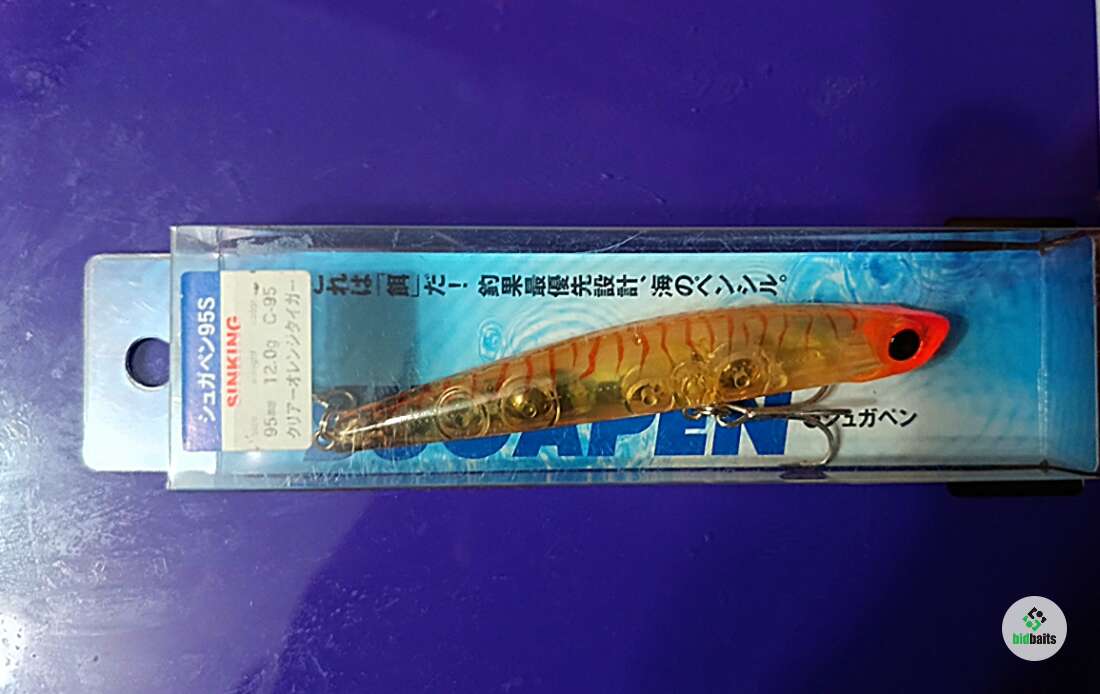 これは「餌」だ! 釣果最優先設計、海のペンシル。
シュガペン95S
SINKING
95mm 12.0g C-95
クリアーオレンジタイガー
シュガペン
bidbaits